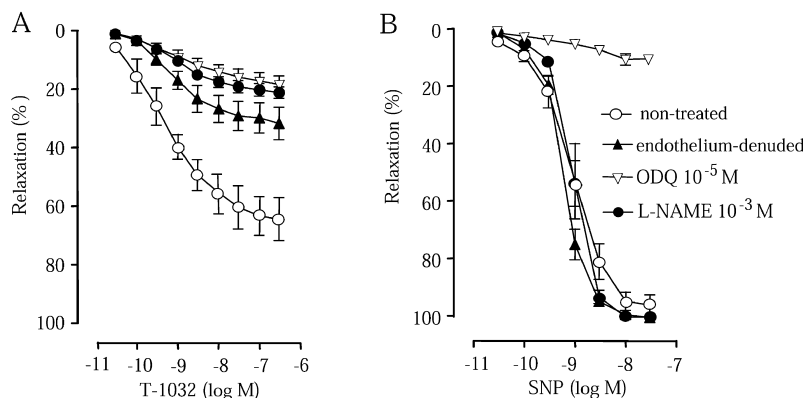 A
Relaxation (%)
0
20
40
60
80
100
-11 -10 -9 -8 -7 -6
T-1032 (log M)
B
Relaxation (%)
0
20
40
60
80
100
-11 -10 -9 -8 -7
SNP (log M)
non-treated
endothelium-denuded
ODQ 10⁻⁵ M
L-NAME 10⁻³ M